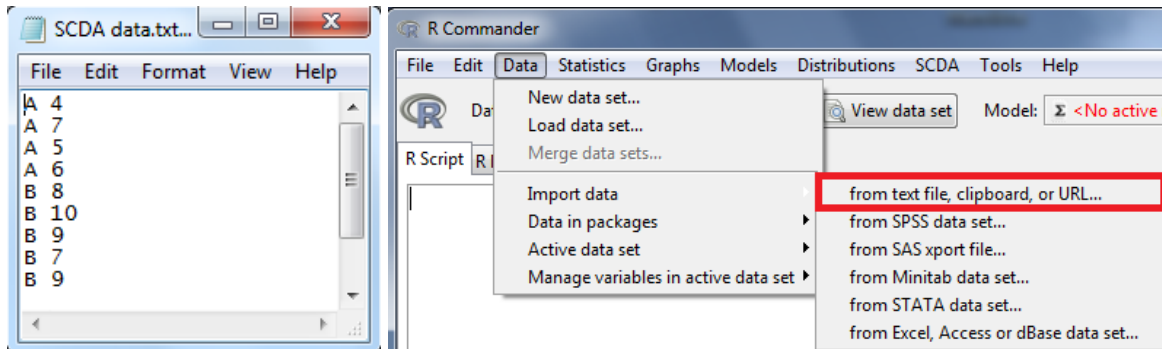 SCDA data.txt...
File Edit Format View Help
A 4
A 7
A 5
A 6
B 8
B 10
B 9
B 7
B 9
R Commander
File Edit Data Statistics Graphs Models Distributions SCDA Tools Help
R Da View data set Model: Σ <No active
R Script R
New data set...
Load data set...
Merge data sets...
Import data
Data in packages
Active data set
Manage variables in active data set
from text file, clipboard, or URL...
from SPSS data set...
from SAS xport file...
from Minitab data set...
from STATA data set...
from Excel, Access or dBase data set...